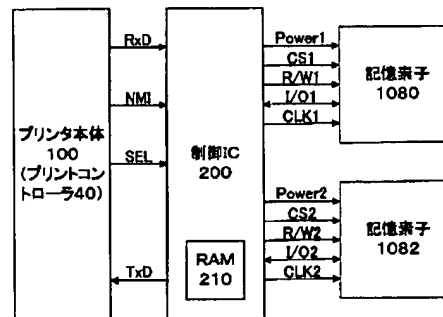 RxD
NMI
SEL
TxD
プリンタ本体
100
(プリントコン
トローラ40)
制御IC
200
RAM
210
Power1
CS1
R/W1
I/O1
CLK1
記憶素子
1080
Power2
CS2
R/W2
I/O2
CLK2
記憶素子
1082